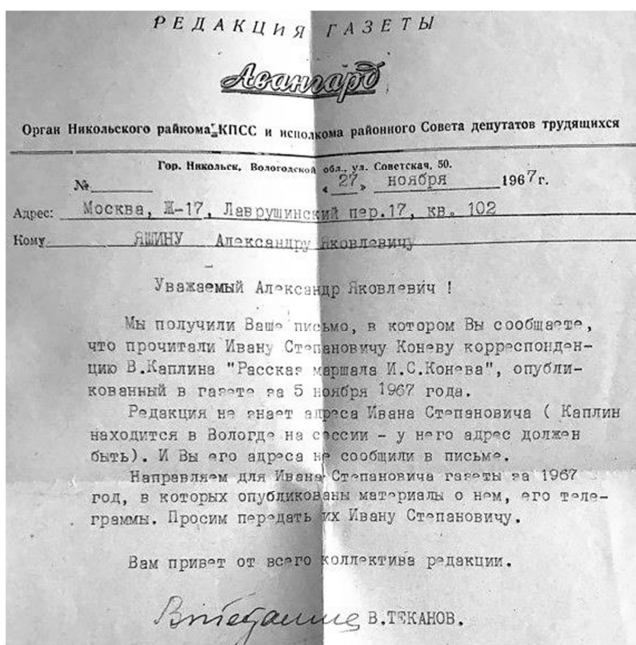 РЕДАКЦИЯ ГАЗЕТЫ
Авангард
Орган Никольского райкома КПСС и исполкома районного Совета депутатов трудящихся
Гор. Никольск, Вологодской обл., ул. Советская, 50.
№ „27„ ноября 1967г.
Адрес: Москва, Ж-17, Лаврушинский пер.17, кв. 102
Кому ЯШИНУ Александру Яковлевичу
Уважаемый Александр Яковлевич !
Мы получили Ваше письмо, в котором Вы сообщаете,
что прочитали Ивану Степановичу Коневу корреспонден-
цию В.Каплина "Рассказ маршала И.С.Конева", опубли-
кованный в газете за 5 ноября 1967 года.
Редакция не знает адреса Ивана Степановича ( Каплин
находится в Вологде на сессии - у него адрес должен
быть). И Вы его адреса не сообщили в письме.
Направляем для Ивана Степановича газеты за 1967
год, в которых опубликованы материалы о нем, его теле-
граммы. Просим передать их Ивану Степановичу.
Вам привет от всего коллектива редакции.
В.ТЕКАНОВ.